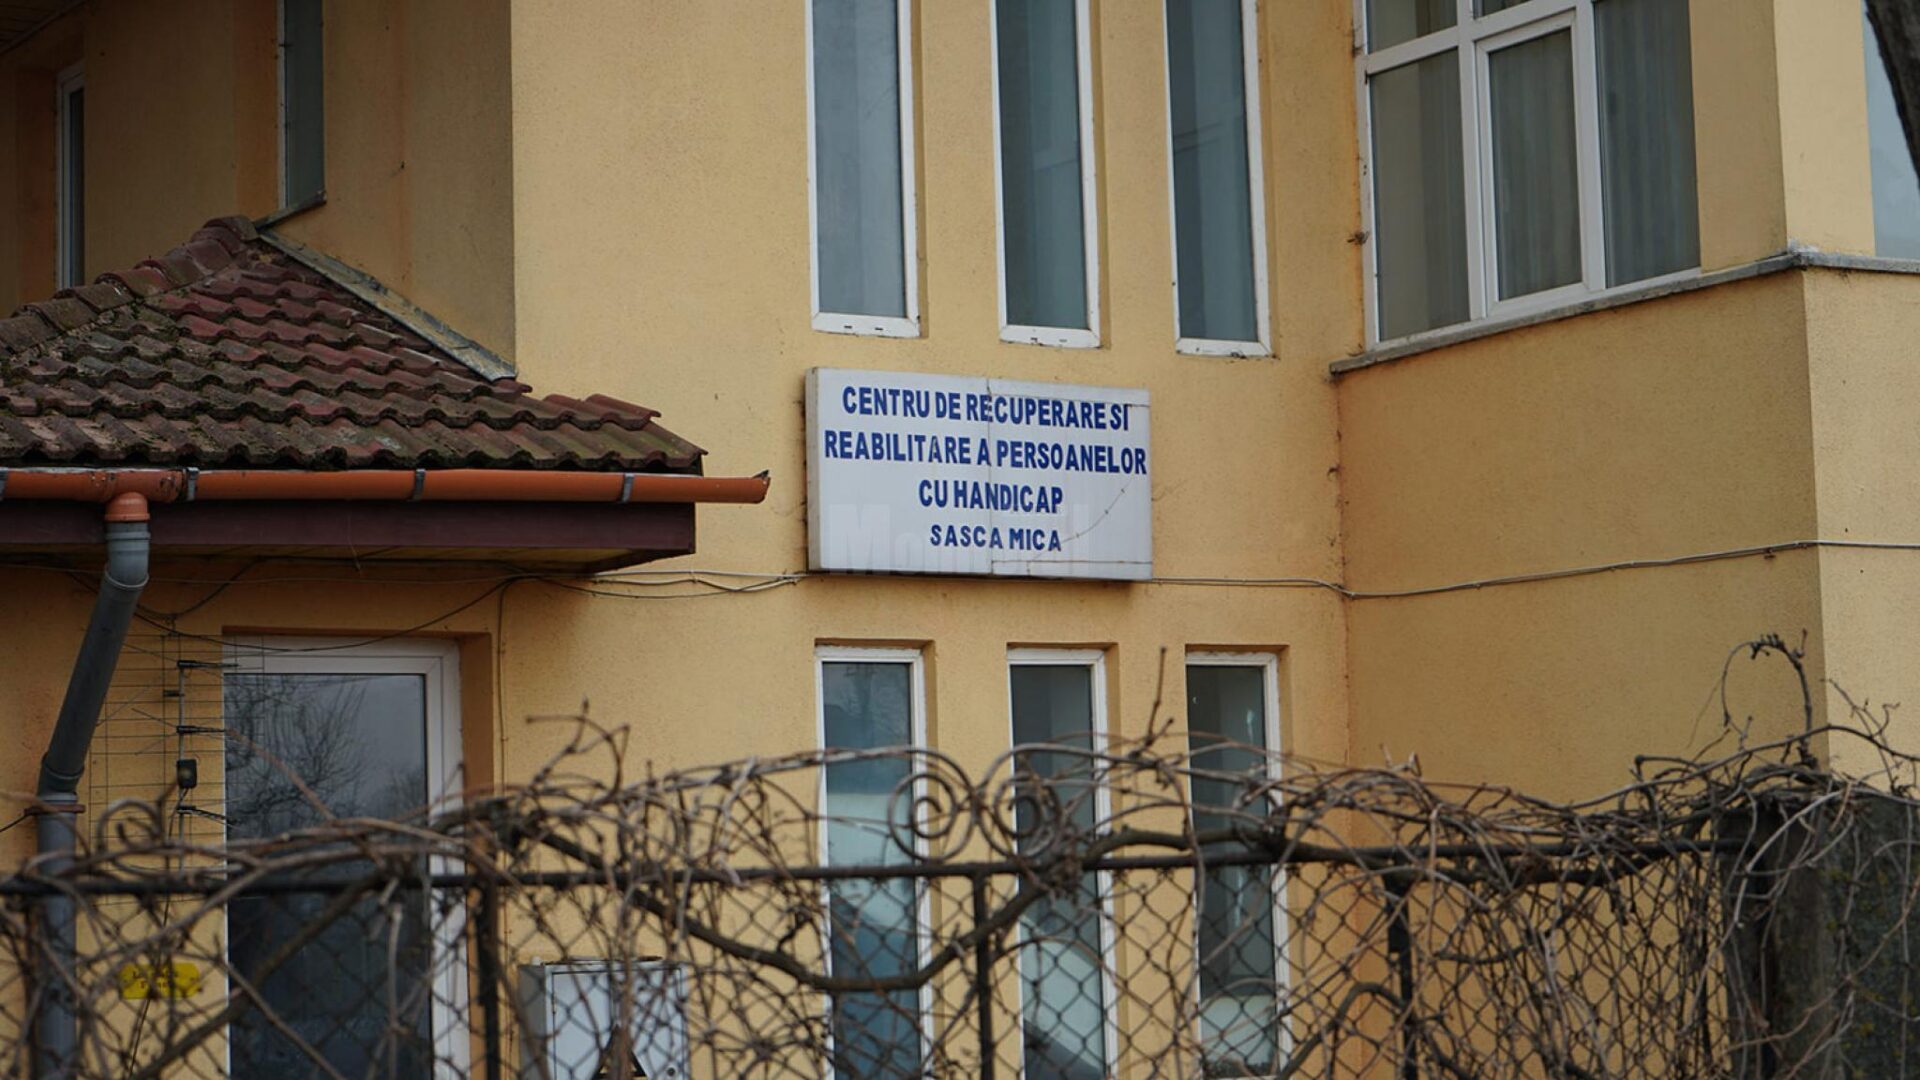 CENTRU DE RECUPERARE SI
REABILITARE A PERSOANELOR
CU HANDICAP
SASCA MICA